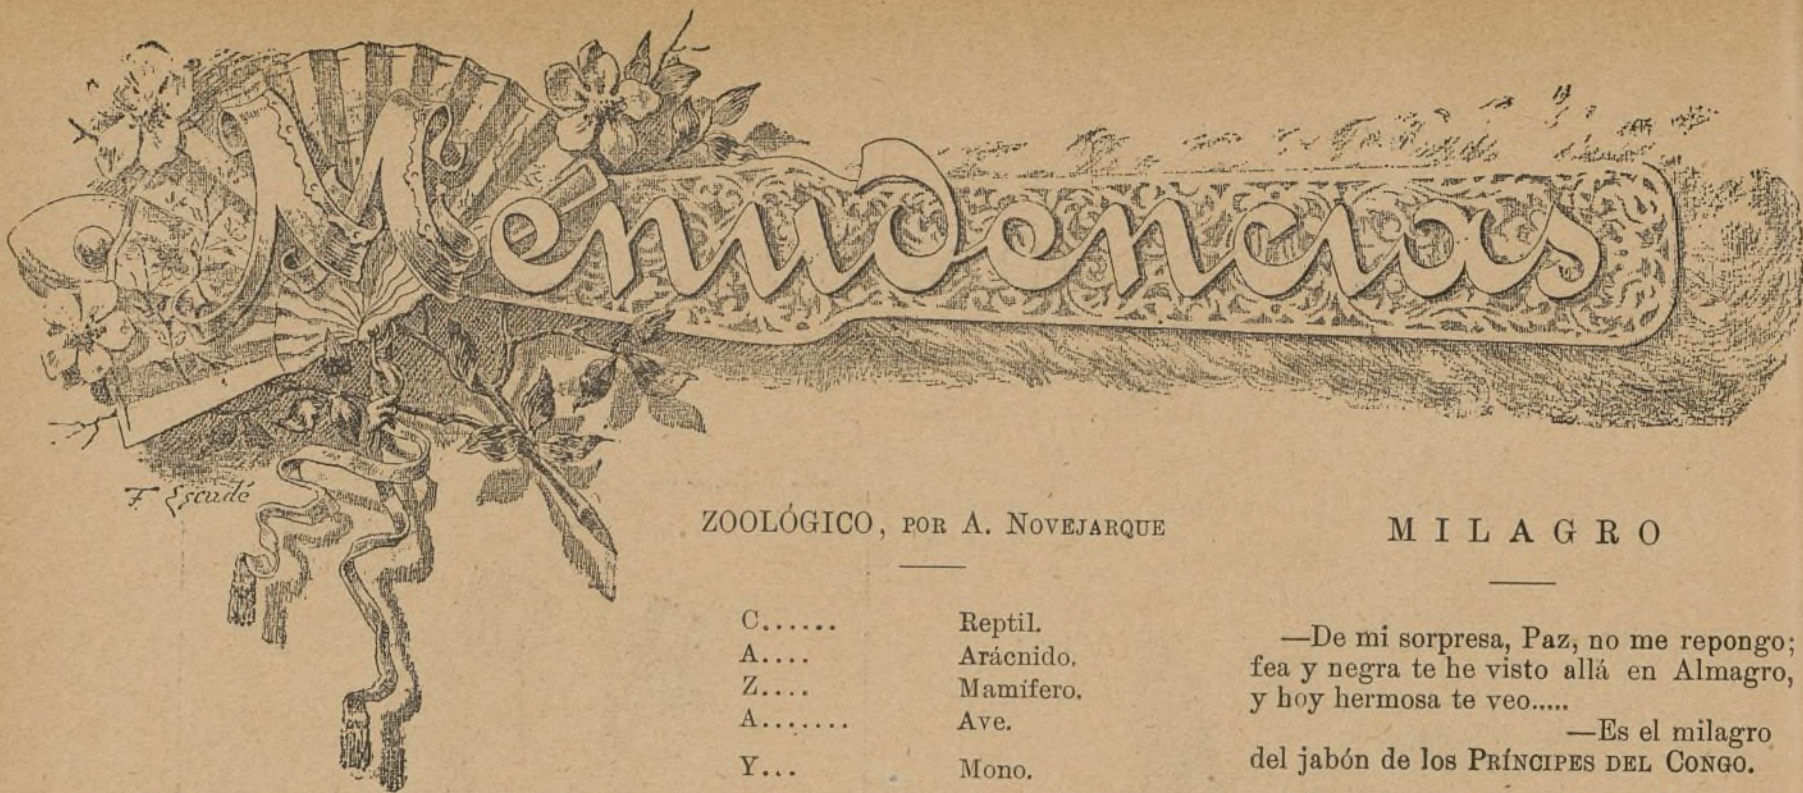 Menudencias
F. Escudé
ZOOLÓGICO, POR A. NOVEJARQUE
C...... Reptil.
A.... Arácnido.
Z.... Mamífero.
A....... Ave.
Y... Mono.
MILAGRO
—De mi sorpresa, Paz, no me repongo;
fea y negra te he visto allá en Almagro,
y hoy hermosa te veo.....
—Es el milagro
del jabón de los PRÍNCIPES DEL CONGO.